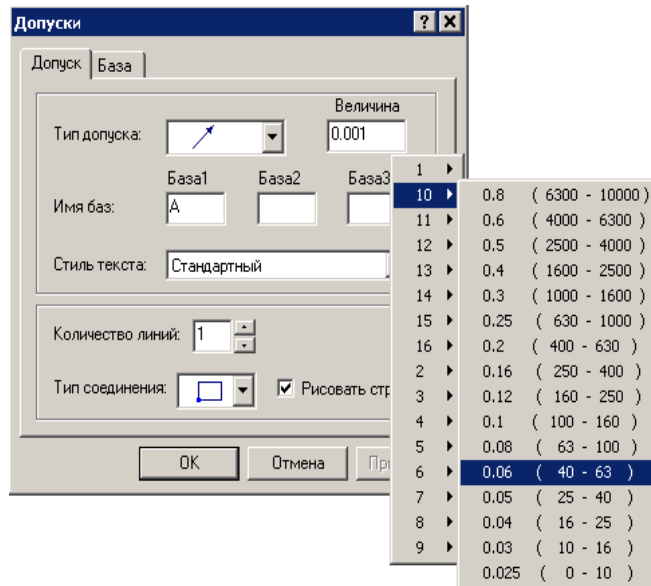 Допуски
Допуск База
Величина
Тип допуска: 0.001
База1 База2 База3
Имя баз: A
Стиль текста: Стандартный
Количество линий: 1
Тип соединения: Рисовать стр
OK Отмена При
1
10
11
12
13
14
15
16
2
3
4
5
6
7
8
9
0.8 ( 6300 - 10000 )
0.6 ( 4000 - 6300 )
0.5 ( 2500 - 4000 )
0.4 ( 1600 - 2500 )
0.3 ( 1000 - 1600 )
0.25 ( 630 - 1000 )
0.2 ( 400 - 630 )
0.16 ( 250 - 400 )
0.12 ( 160 - 250 )
0.1 ( 100 - 160 )
0.08 ( 63 - 100 )
0.06 ( 40 - 63 )
0.05 ( 25 - 40 )
0.04 ( 16 - 25 )
0.03 ( 10 - 16 )
0.025 ( 0 - 10 )